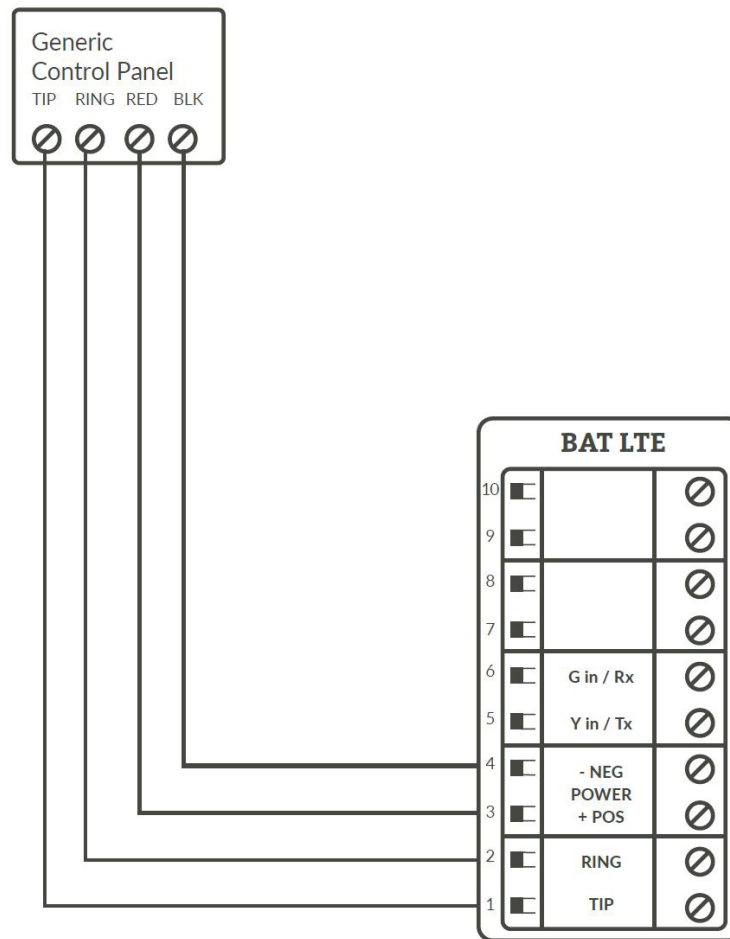 Generic
Control Panel
TIP RING RED BLK
BAT LTE
10
9
8
7
6 G in / Rx
5 Y in / Tx
4 - NEG
POWER
3 + POS
2 RING
1 TIP